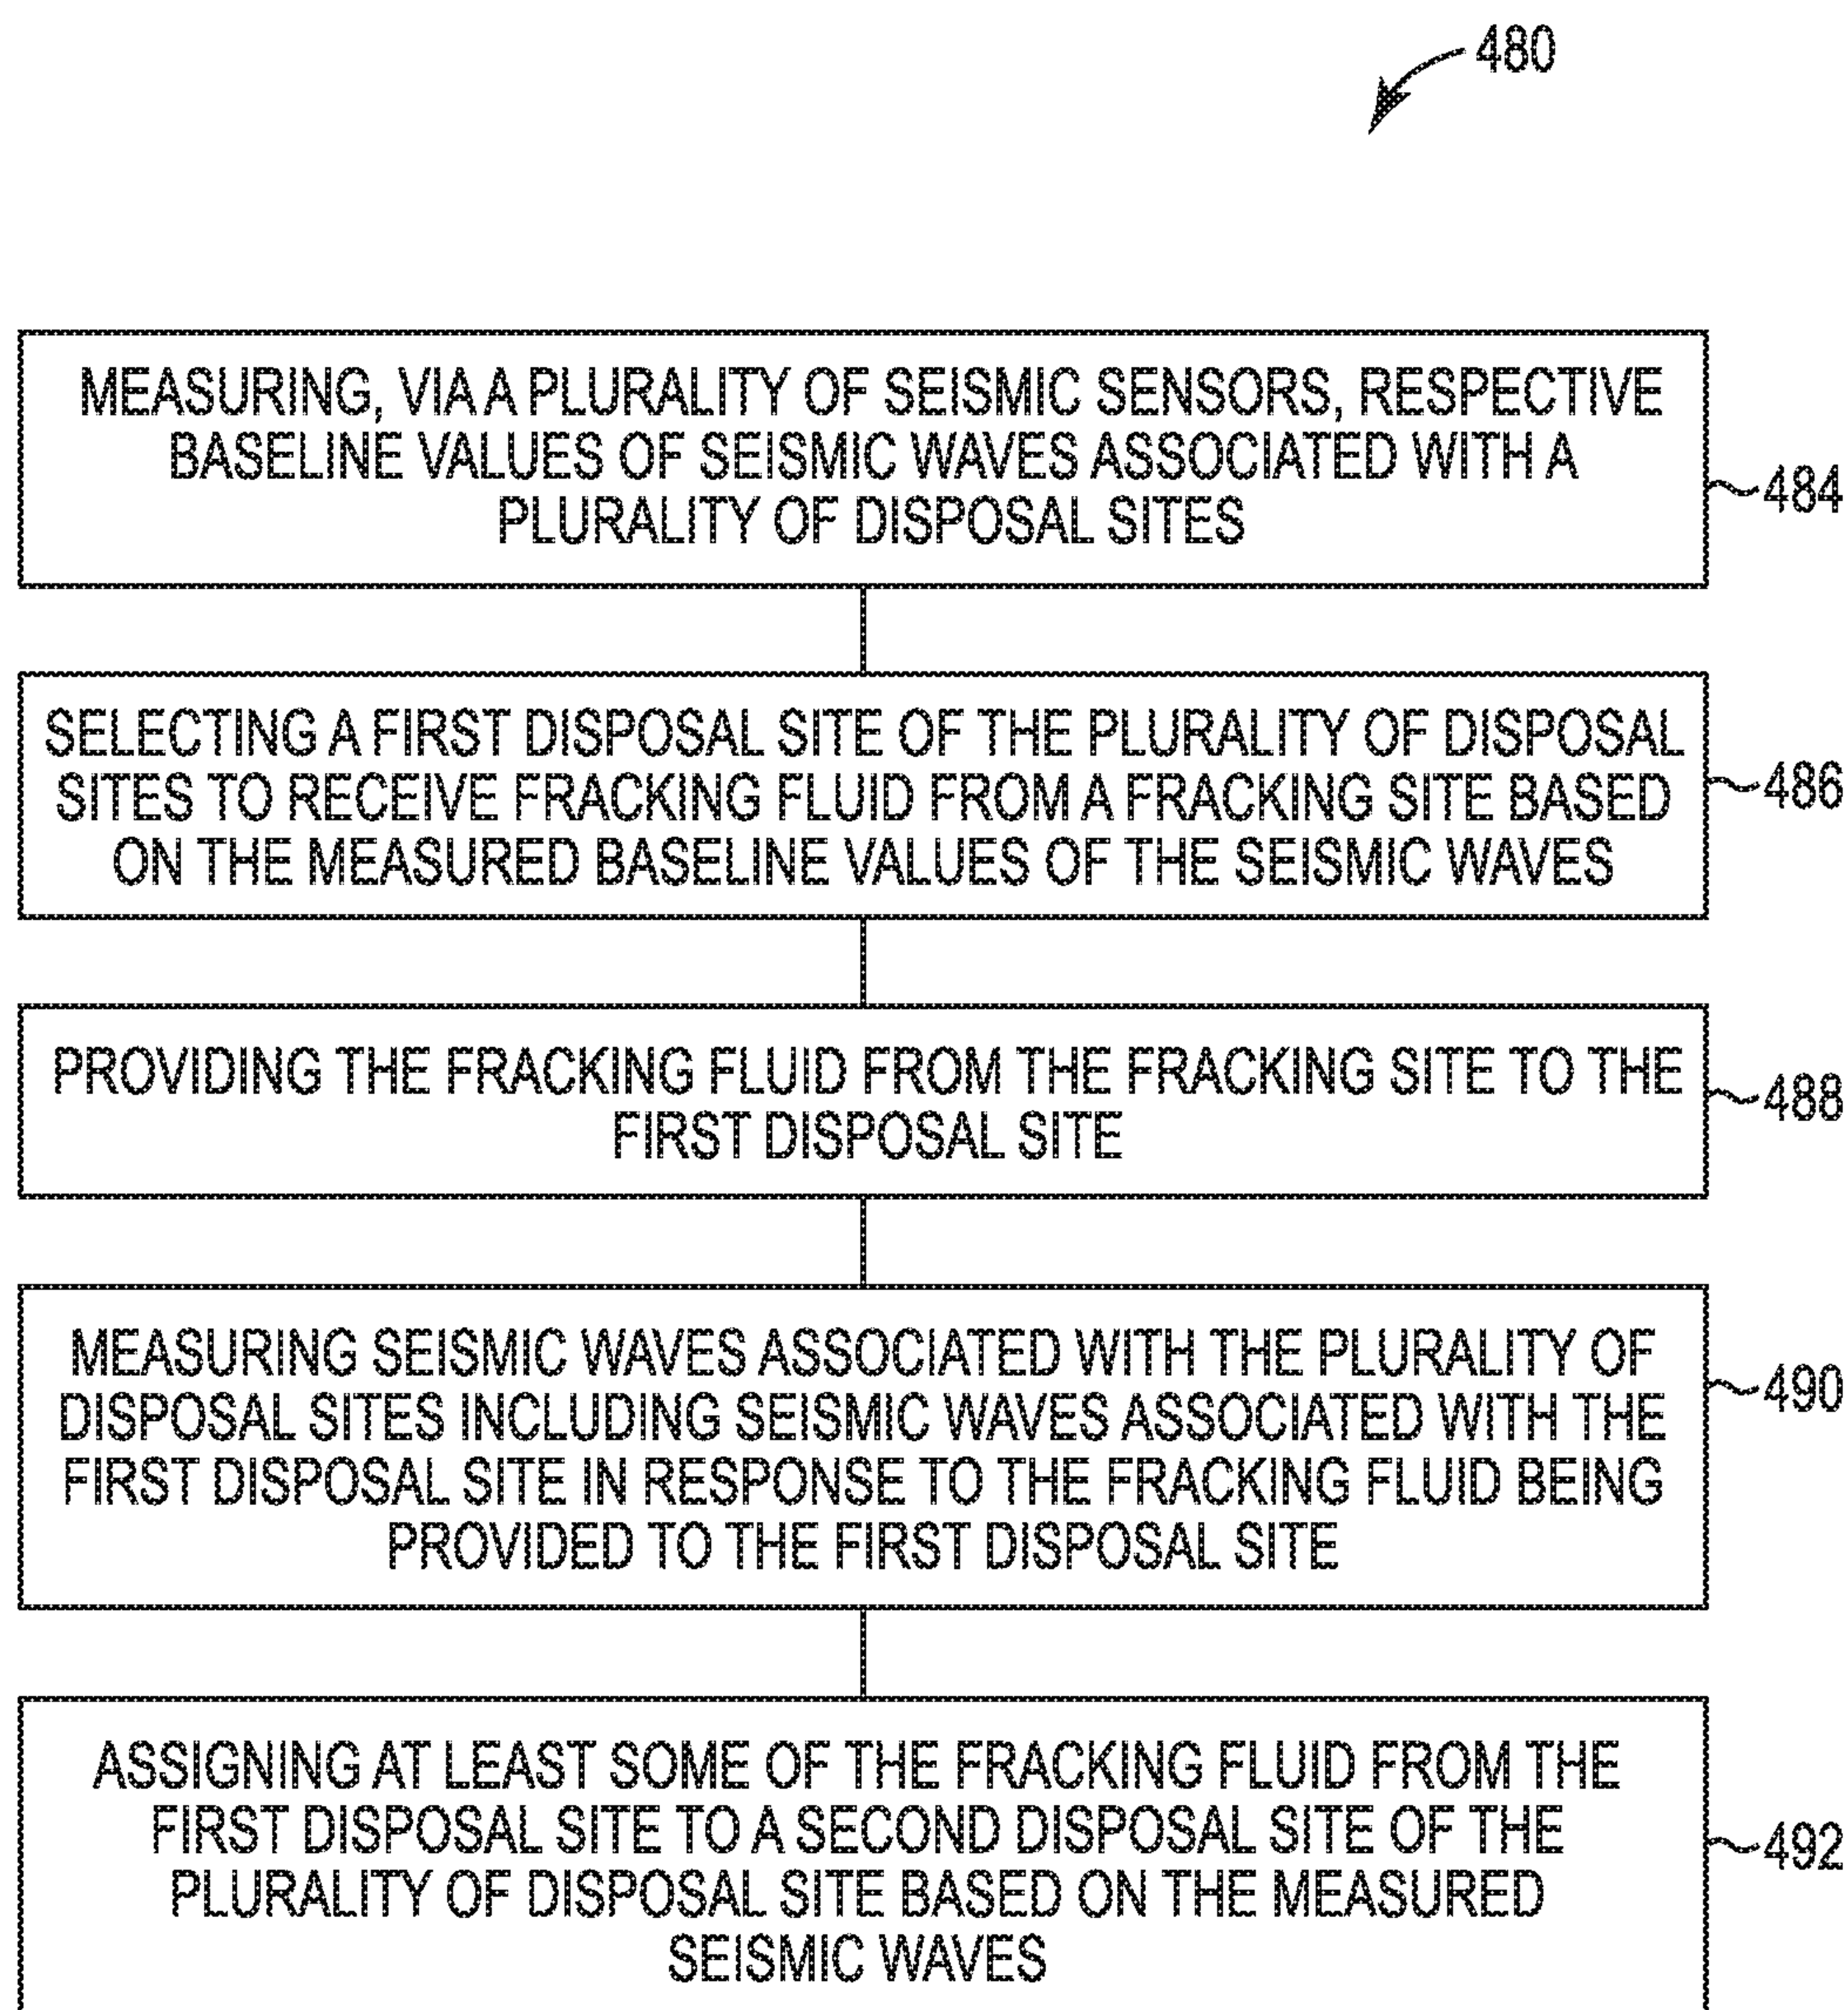 480
MEASURING, VIA A PLURALITY OF SEISMIC SENSORS, RESPECTIVE
BASELINE VALUES OF SEISMIC WAVES ASSOCIATED WITH A
PLURALITY OF DISPOSAL SITES
484
SELECTING A FIRST DISPOSAL SITE OF THE PLURALITY OF DISPOSAL
SITES TO RECEIVE FRACKING FLUID FROM A FRACKING SITE BASED
ON THE MEASURED BASELINE VALUES OF THE SEISMIC WAVES
486
PROVIDING THE FRACKING FLUID FROM THE FRACKING SITE TO THE
FIRST DISPOSAL SITE
488
MEASURING SEISMIC WAVES ASSOCIATED WITH THE PLURALITY OF
DISPOSAL SITES INCLUDING SEISMIC WAVES ASSOCIATED WITH THE
FIRST DISPOSAL SITE IN RESPONSE TO THE FRACKING FLUID BEING
PROVIDED TO THE FIRST DISPOSAL SITE
490
ASSIGNING AT LEAST SOME OF THE FRACKING FLUID FROM THE
FIRST DISPOSAL SITE TO A SECOND DISPOSAL SITE OF THE
PLURALITY OF DISPOSAL SITE BASED ON THE MEASURED
SEISMIC WAVES
492